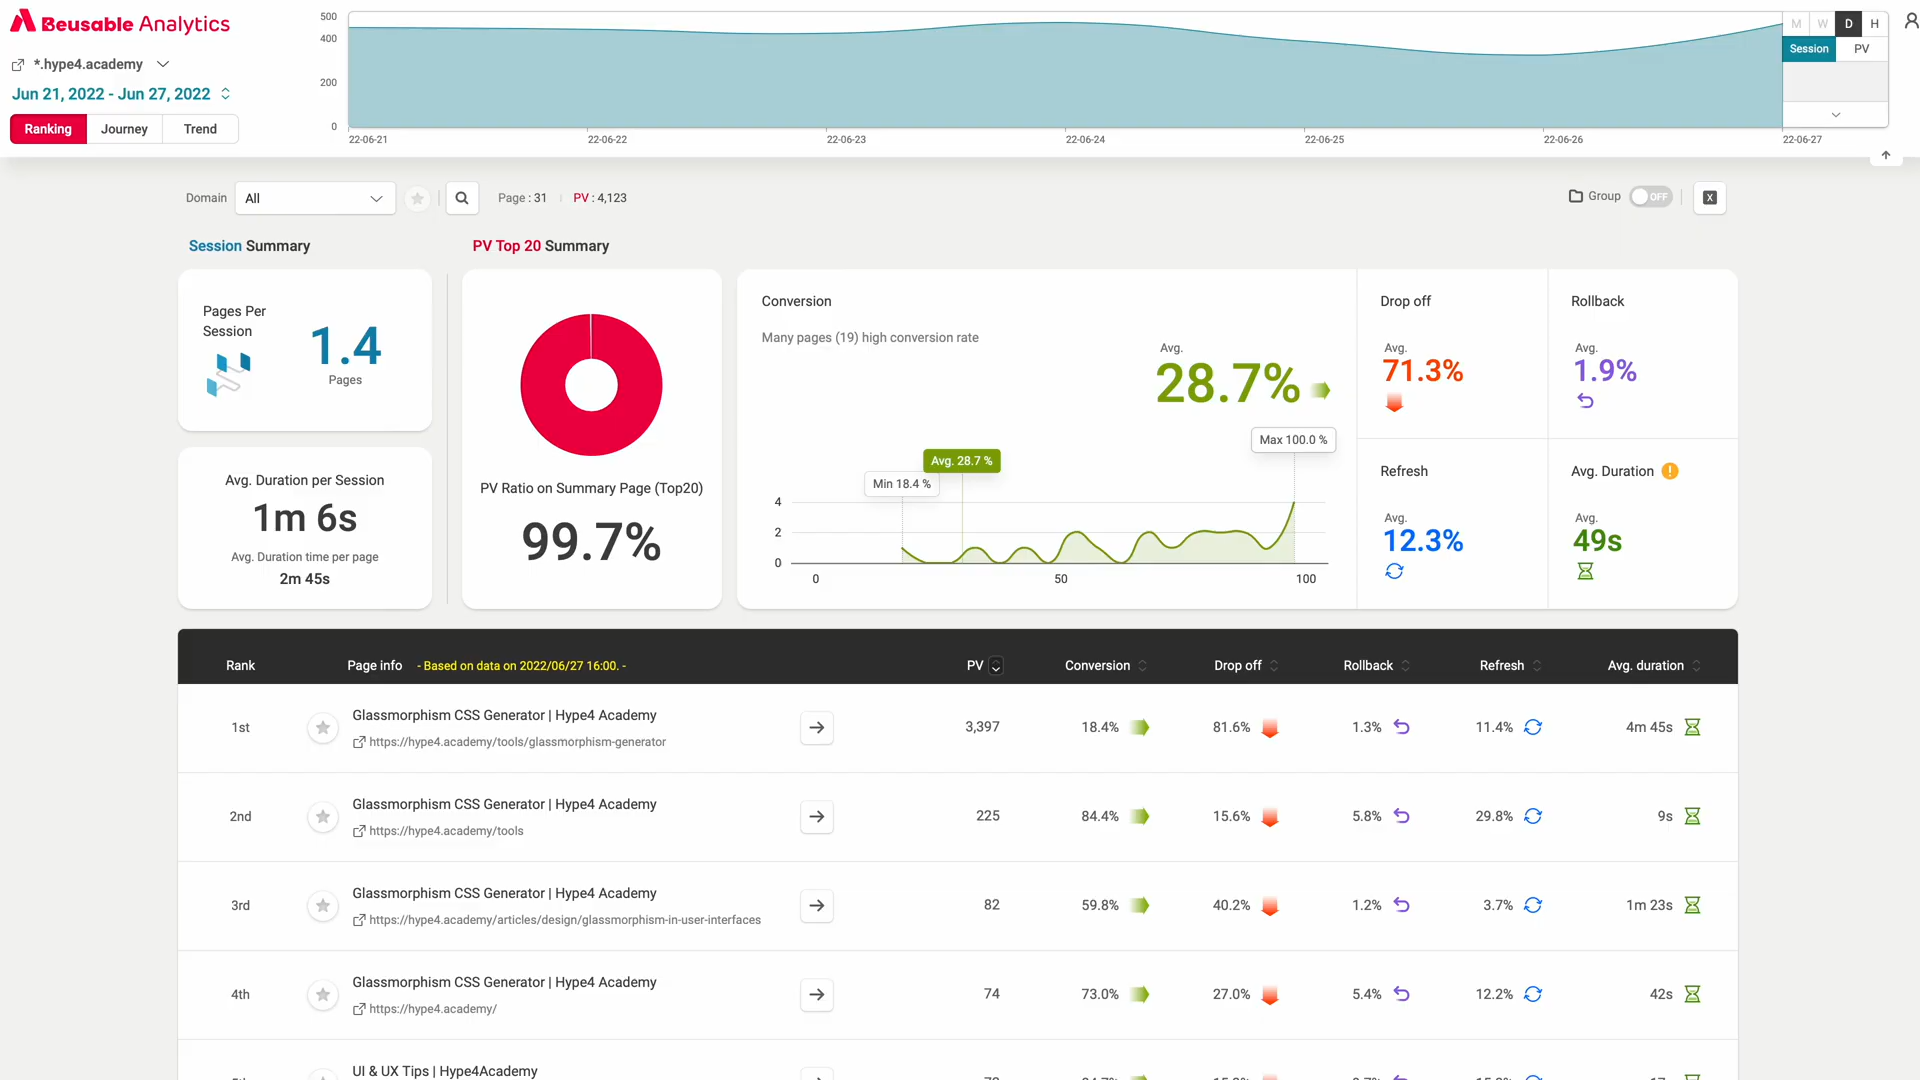 Beusable Analytics
*.hype4.academy
Jun 21, 2022 - Jun 27, 2022
Ranking Journey Trend
500
400
200
0
22-06-21 22-06-22 22-06-23 22-06-24 22-06-25 22-06-26 22-06-27
M W D H
Session PV
Domain All Page : 31 PV : 4,123 Group OFF X
Session Summary
PV Top 20 Summary
Pages Per
Session
1.4
Pages
Avg. Duration per Session
1m 6s
Avg. Duration time per page
2m 45s
PV Ratio on Summary Page (Top20)
99.7%
Conversion
Many pages (19) high conversion rate
Avg.
28.7%
Max 100.0 %
Avg. 28.7 %
Min 18.4 %
4
2
0
0 50 100
Drop off
Avg.
71.3%
Rollback
Avg.
1.9%
Refresh
Avg.
12.3%
Avg. Duration !
Avg.
49s
Rank Page info - Based on data on 2022/06/27 16:00. - PV Conversion Drop off Rollback Refresh Avg. duration
Glassmorphism CSS Generator | Hype4 Academy
1st 3,397 18.4% 81.6% 1.3% 11.4% 4m 45s
https://hype4.academy/tools/glassmorphism-generator
Glassmorphism CSS Generator | Hype4 Academy
2nd 225 84.4% 15.6% 5.8% 29.8% 9s
https://hype4.academy/tools
Glassmorphism CSS Generator | Hype4 Academy
3rd 82 59.8% 40.2% 1.2% 3.7% 1m 23s
https://hype4.academy/articles/design/glassmorphism-in-user-interfaces
Glassmorphism CSS Generator | Hype4 Academy
4th 74 73.0% 27.0% 5.4% 12.2% 42s
https://hype4.academy/
UI & UX Tips | Hype4Academy